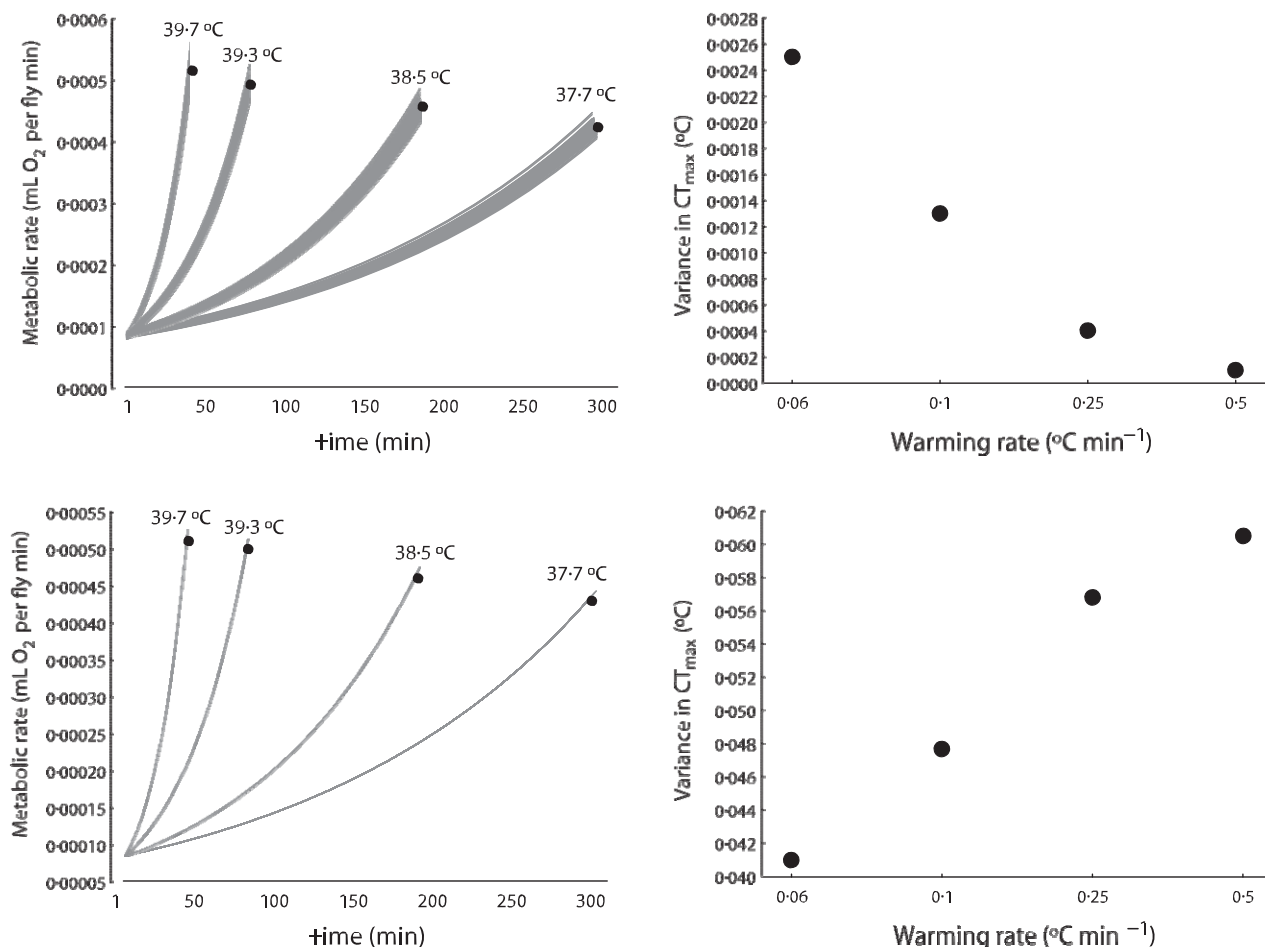 0·0006
0·0005
0·0004
0·0003
0·0002
0·0001
0·0000
Metabolic rate (mL O2 per fly min)
39·7 ºC
39·3 ºC
38·5 ºC
37·7 ºC
1 50 100 150 200 250 300
time (min)
0·0028
0·0026
0·0024
0·0022
0·0020
0·0018
0·0016
0·0014
0·0012
0·0010
0·0008
0·0006
0·0004
0·0002
0·0000
Variance in CTmax (ºC)
0·06 0·1 0·25 0·5
Warming rate (ºC min−1)
0·00055
0·00050
0·00045
0·00040
0·00035
0·00030
0·00025
0·00020
0·00015
0·00010
0·00005
Metabolic rate (mL O2 per fly min)
39·7 ºC
39·3 ºC
38·5 ºC
37·7 ºC
1 50 100 150 200 250 300
time (min)
0·062
0·060
0·058
0·056
0·054
0·052
0·050
0·048
0·046
0·044
0·042
0·040
Variance in CTmax (ºC)
0·06 0·1 0·25 0·5
Warming rate (ºC min −1)